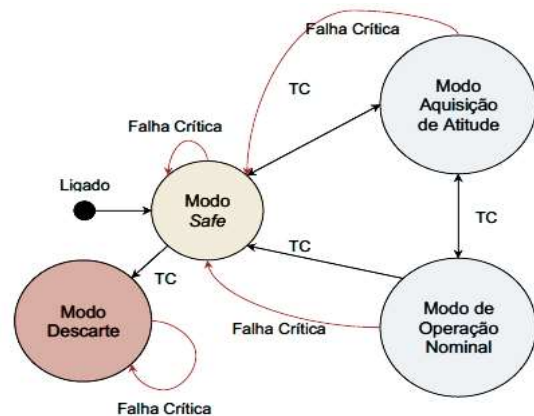 Falha Crítica
Modo
Aquisição
de Atitude
TC
Falha Crítica
Ligado
Modo
Safe
TC
TC
TC
Modo
Descarte
Falha Crítica
Modo de
Operação
Nominal
Falha Crítica